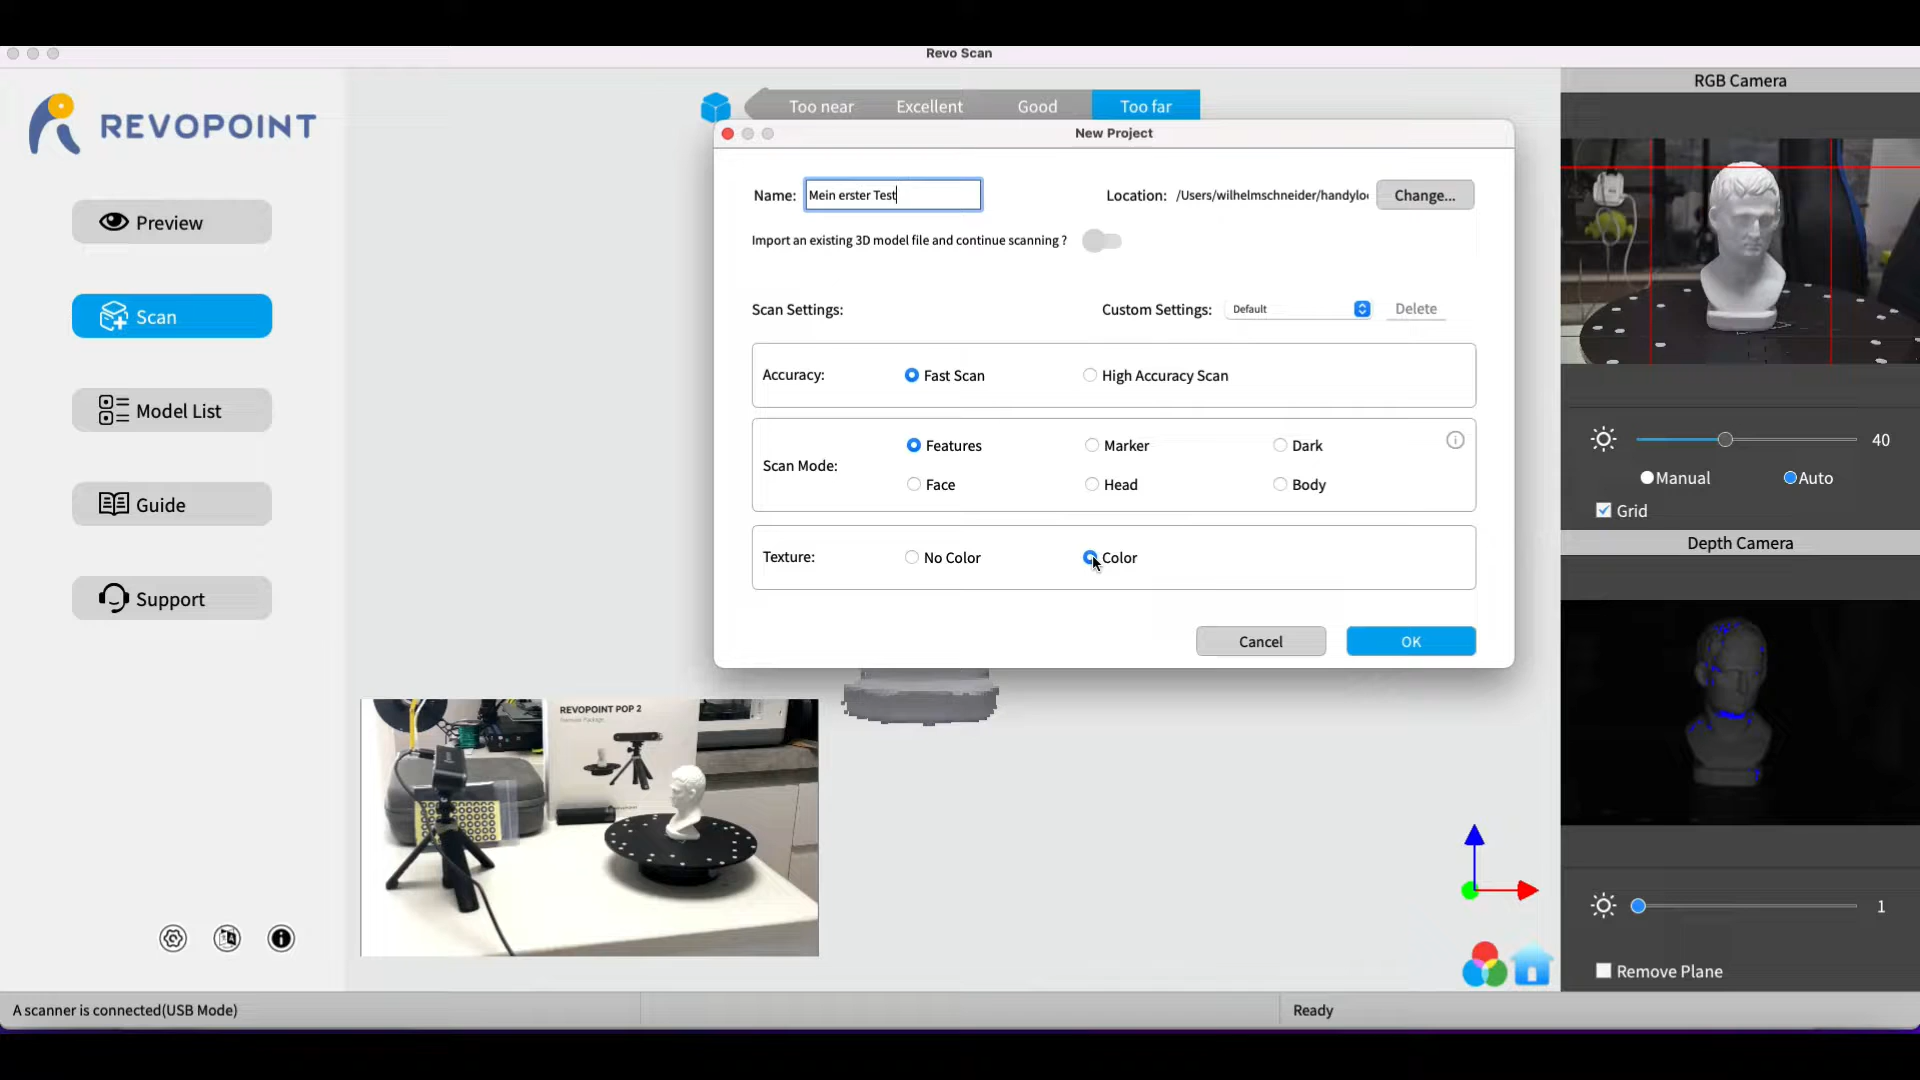 Revo Scan
REVOPOINT
Preview
Scan
Model List
Guide
Support
Too near Excellent Good Too far
New Project
Name: Mein erster Test
Location: /Users/wilhelmschneider/handylo Change...
Import an existing 3D model file and continue scanning ?
Scan Settings:
Custom Settings: Default Delete
Accuracy: Fast Scan High Accuracy Scan
Scan Mode: Features Marker Dark
Face Head Body
Texture: No Color Color
Cancel OK
REVOPOINT POP 2
RGB Camera
40
Manual Auto
Grid
Depth Camera
1
Remove Plane
A scanner is connected(USB Mode)
Ready